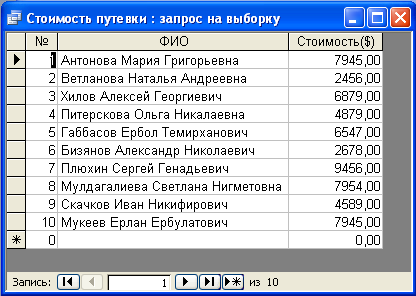 Стоимость путевки : запрос на выборку
№ ФИО Стоимость($)
1 Антонова Мария Григорьевна 7945,00
2 Ветланова Наталья Андреевна 2456,00
3 Хилов Алексей Георгиевич 6879,00
4 Питерскова Ольга Никалаевна 4879,00
5 Габбасов Ербол Темирханович 6547,00
6 Бизянов Александр Николаевич 2678,00
7 Плюхин Сергей Генадьевич 9456,00
8 Мулдагалиева Светлана Нигметовна 7954,00
9 Скачков Иван Никифирович 4589,00
10 Мукеев Ерлан Ербулатович 7945,00
0 0,00
Запись: 1 из 10